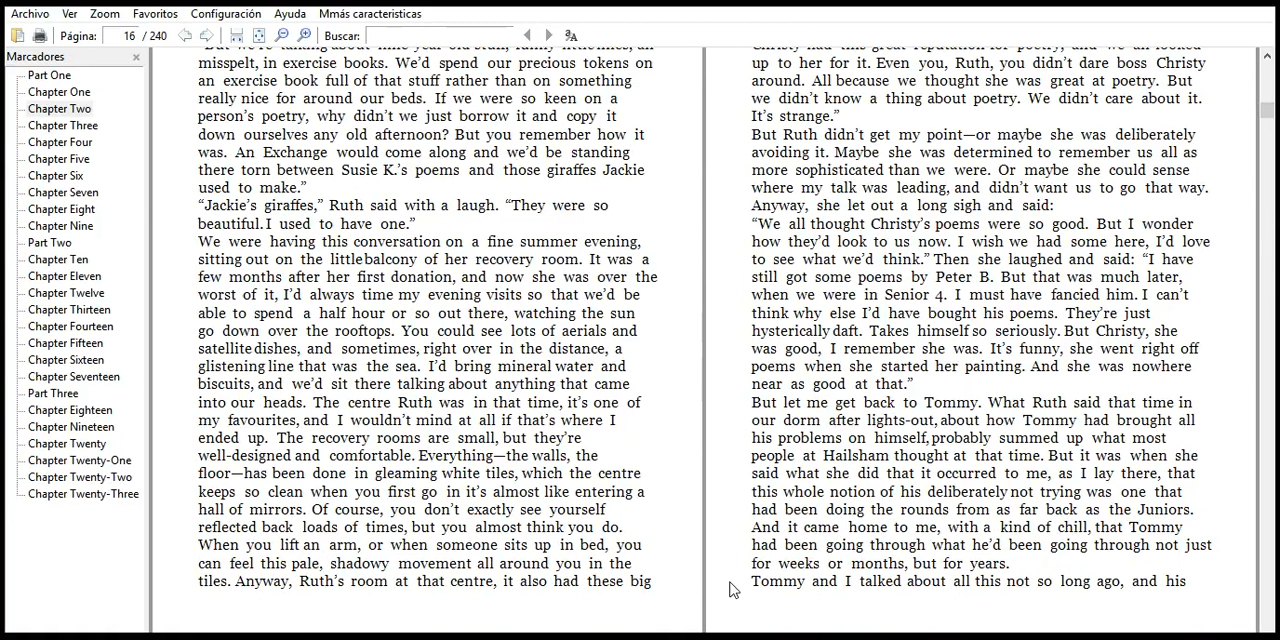 Archivo Ver Zoom Favoritos Configuración Ayuda Mmás caracteristicas
Página: 16 / 240 Buscar:
Marcadores
Part One
Chapter One
Chapter Two
Chapter Three
Chapter Four
Chapter Five
Chapter Six
Chapter Seven
Chapter Eight
Chapter Nine
Part Two
Chapter Ten
Chapter Eleven
Chapter Twelve
Chapter Thirteen
Chapter Fourteen
Chapter Fifteen
Chapter Sixteen
Chapter Seventeen
Part Three
Chapter Eighteen
Chapter Nineteen
Chapter Twenty
Chapter Twenty-One
Chapter Twenty-Two
Chapter Twenty-Three
misspelt, in exercise books. We’d spend our precious tokens on
an exercise book full of that stuff rather than on something
really nice for around our beds. If we were so keen on a
person’s poetry, why didn’t we just borrow it and copy it
down ourselves any old afternoon? But you remember how it
was. An Exchange would come along and we’d be standing
there torn between Susie K.’s poems and those giraffes Jackie
used to make.”
“Jackie’s giraffes,” Ruth said with a laugh. “They were so
beautiful. I used to have one.”
We were having this conversation on a fine summer evening,
sitting out on the little balcony of her recovery room. It was a
few months after her first donation, and now she was over the
worst of it, I’d always time my evening visits so that we’d be
able to spend a half hour or so out there, watching the sun
go down over the rooftops. You could see lots of aerials and
satellite dishes, and sometimes, right over in the distance, a
glistening line that was the sea. I’d bring mineral water and
biscuits, and we’d sit there talking about anything that came
into our heads. The centre Ruth was in that time, it’s one of
my favourites, and I wouldn’t mind at all if that’s where I
ended up. The recovery rooms are small, but they’re
well-designed and comfortable. Everything—the walls, the
floor—has been done in gleaming white tiles, which the centre
keeps so clean when you first go in it’s almost like entering a
hall of mirrors. Of course, you don’t exactly see yourself
reflected back loads of times, but you almost think you do.
When you lift an arm, or when someone sits up in bed, you
can feel this pale, shadowy movement all around you in the
tiles. Anyway, Ruth’s room at that centre, it also had these big
Christy had this great reputation for poetry, and we all looked
up to her for it. Even you, Ruth, you didn’t dare boss Christy
around. All because we thought she was great at poetry. But
we didn’t know a thing about poetry. We didn’t care about it.
It’s strange.”
But Ruth didn’t get my point—or maybe she was deliberately
avoiding it. Maybe she was determined to remember us all as
more sophisticated than we were. Or maybe she could sense
where my talk was leading, and didn’t want us to go that way.
Anyway, she let out a long sigh and said:
“We all thought Christy’s poems were so good. But I wonder
how they’d look to us now. I wish we had some here, I’d love
to see what we’d think.” Then she laughed and said: “I have
still got some poems by Peter B. But that was much later,
when we were in Senior 4. I must have fancied him. I can’t
think why else I’d have bought his poems. They’re just
hysterically daft. Takes himself so seriously. But Christy, she
was good, I remember she was. It’s funny, she went right off
poems when she started her painting. And she was nowhere
near as good at that.”
But let me get back to Tommy. What Ruth said that time in
our dorm after lights-out, about how Tommy had brought all
his problems on himself, probably summed up what most
people at Hailsham thought at that time. But it was when she
said what she did that it occurred to me, as I lay there, that
this whole notion of his deliberately not trying was one that
had been doing the rounds from as far back as the Juniors.
And it came home to me, with a kind of chill, that Tommy
had been going through what he’d been going through not just
for weeks or months, but for years.
Tommy and I talked about all this not so long ago, and his